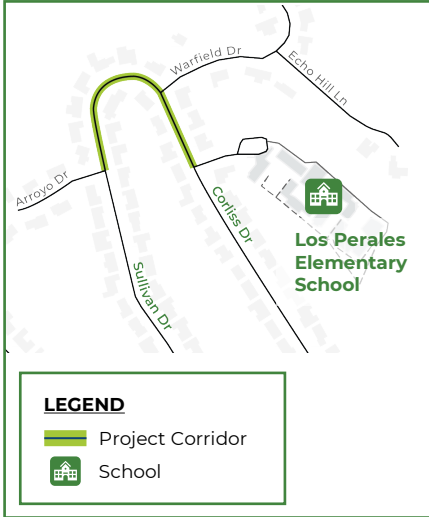 Warfield Dr
Echo Hill Ln
Arroyo Dr
Corliss Dr
Los Perales
Elementary
School
Sullivan Dr
LEGEND
Project Corridor
School